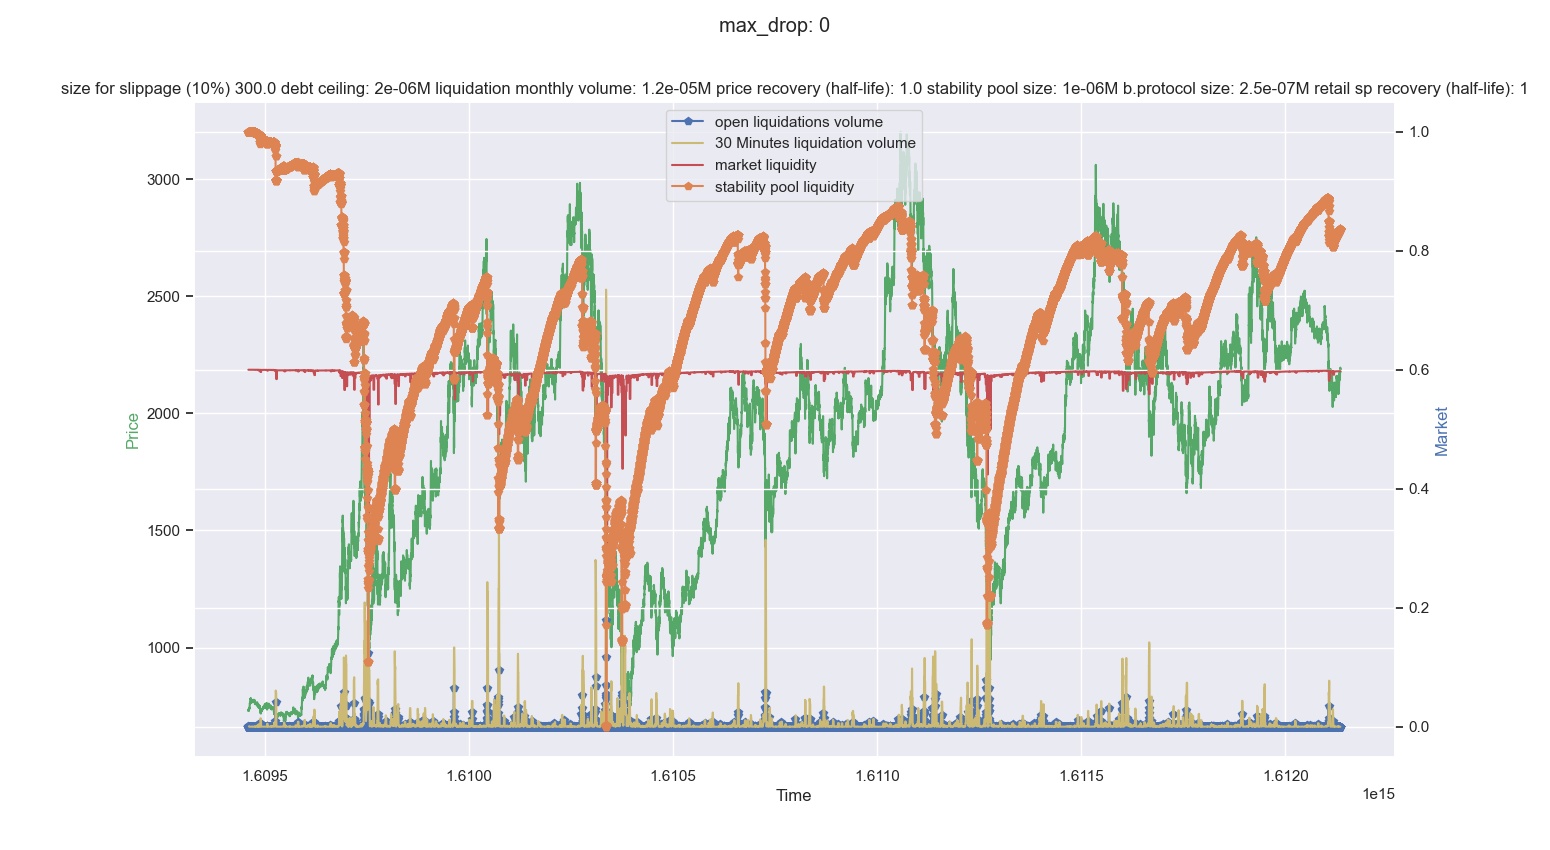 max_drop: 0
size for slippage (10%) 300.0 debt ceiling: 2e-06M liquidation monthly volume: 1.2e-05M price recovery (half-life): 1.0 stability pool size: 1e-06M b.protocol size: 2.5e-07M retail sp recovery (half-life): 1
open liquidations volume
30 Minutes liquidation volume
market liquidity
stability pool liquidity
3000
2500
2000
1500
1000
Price
1.0
0.8
0.6
0.4
0.2
0.0
Market
1.6095 1.6100 1.6105 1.6110 1.6115 1.6120
Time
1e15